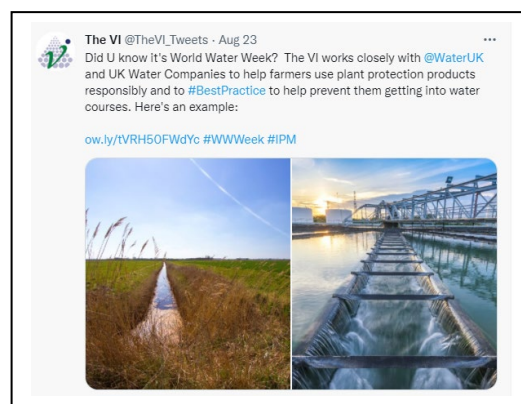 The VI @TheVI_Tweets · Aug 23
Did U know it's World Water Week?  The VI works closely with @WaterUK
and UK Water Companies to help farmers use plant protection products
responsibly and to #BestPractice to help prevent them getting into water
courses. Here's an example:
ow.ly/tVRH50FWdYc #WWWeek #IPM